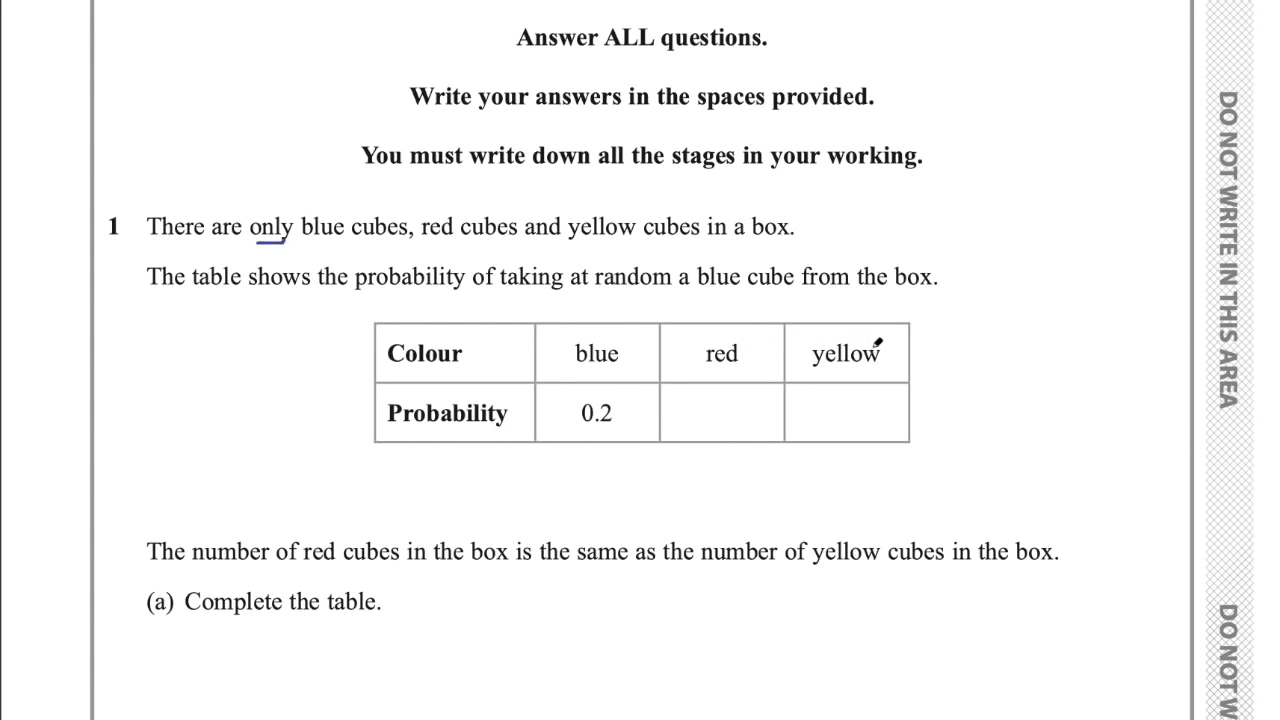 Answer ALL questions.
Write your answers in the spaces provided.
You must write down all the stages in your working.
1 There are only blue cubes, red cubes and yellow cubes in a box.
The table shows the probability of taking at random a blue cube from the box.
Colour blue red yellow
Probability 0.2
The number of red cubes in the box is the same as the number of yellow cubes in the box.
(a) Complete the table.
DO NOT WRITE IN THIS AREA
DO NOT W